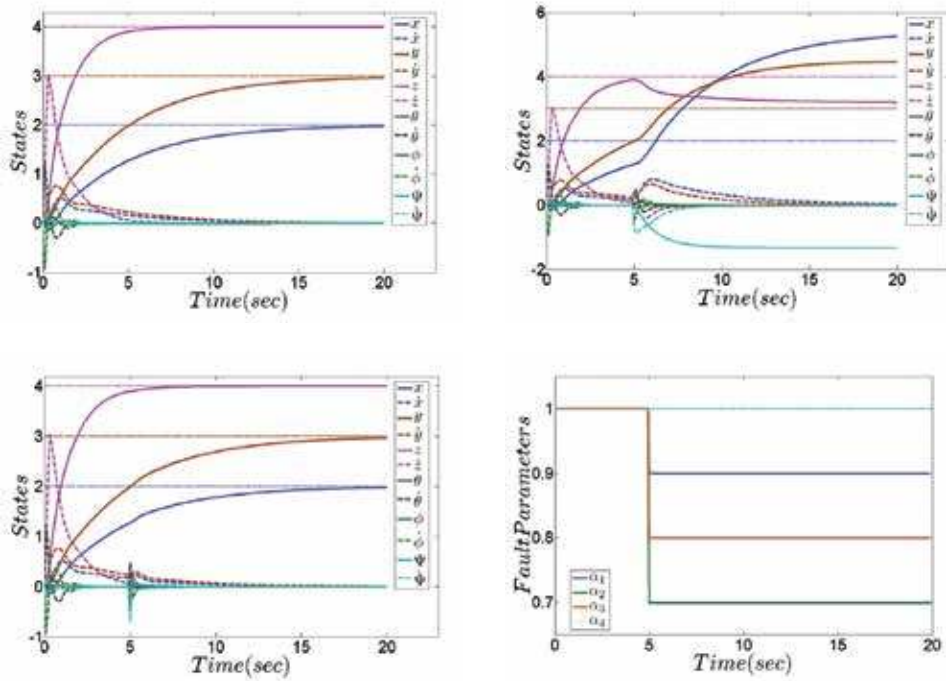 States
4
3
2
1
0
-1
0
5
10
15
20
Time(sec)
x
ẋ
y
ẏ
z
ż
θ
θ̇
ϕ
ϕ̇
Ψ
Ψ̇
States
6
4
2
0
-2
0
5
10
15
20
Time(sec)
x
ẋ
y
ẏ
z
ż
θ
θ̇
ϕ
ϕ̇
Ψ
Ψ̇
States
4
3
2
1
0
-1
0
5
10
15
20
Time(sec)
x
ẋ
y
ẏ
z
ż
θ
θ̇
ϕ
ϕ̇
Ψ
Ψ̇
FaultParameters
1
0.9
0.8
0.7
0
5
10
15
20
Time(sec)
α1
α2
α3
α4